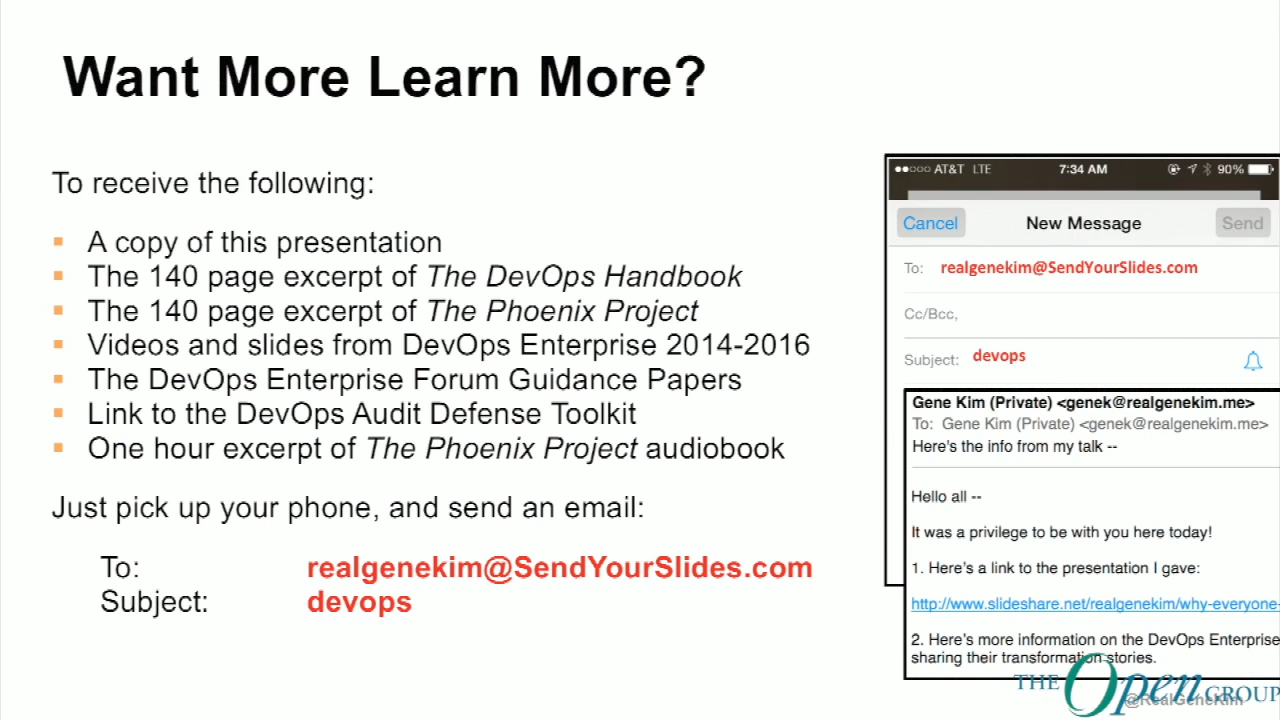 Want More Learn More?
To receive the following:
▪ A copy of this presentation
▪ The 140 page excerpt of The DevOps Handbook
▪ The 140 page excerpt of The Phoenix Project
▪ Videos and slides from DevOps Enterprise 2014-2016
▪ The DevOps Enterprise Forum Guidance Papers
▪ Link to the DevOps Audit Defense Toolkit
▪ One hour excerpt of The Phoenix Project audiobook
Just pick up your phone, and send an email:
To: realgenekim@SendYourSlides.com
Subject: devops
AT&T LTE 7:34 AM 90%
Cancel New Message Send
To: realgenekim@SendYourSlides.com
Cc/Bcc,
Subject: devops
Gene Kim (Private) <genek@realgenekim.me>
To: Gene Kim (Private) <genek@realgenekim.me>
Here's the info from my talk --
Hello all --
It was a privilege to be with you here today!
1. Here's a link to the presentation I gave:
http://www.slideshare.net/realgenekim/why-everyone-
2. Here's more information on the DevOps Enterprise
sharing their transformation stories.
THE Open GROUP
@RealGeneKim